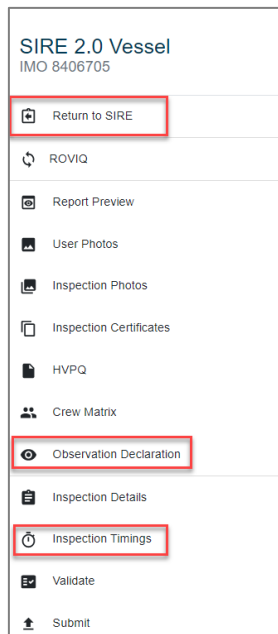 SIRE 2.0 Vessel
IMO 8406705
Return to SIRE
ROVIQ
Report Preview
User Photos
Inspection Photos
Inspection Certificates
HVPQ
Crew Matrix
Observation Declaration
Inspection Details
Inspection Timings
Validate
Submit